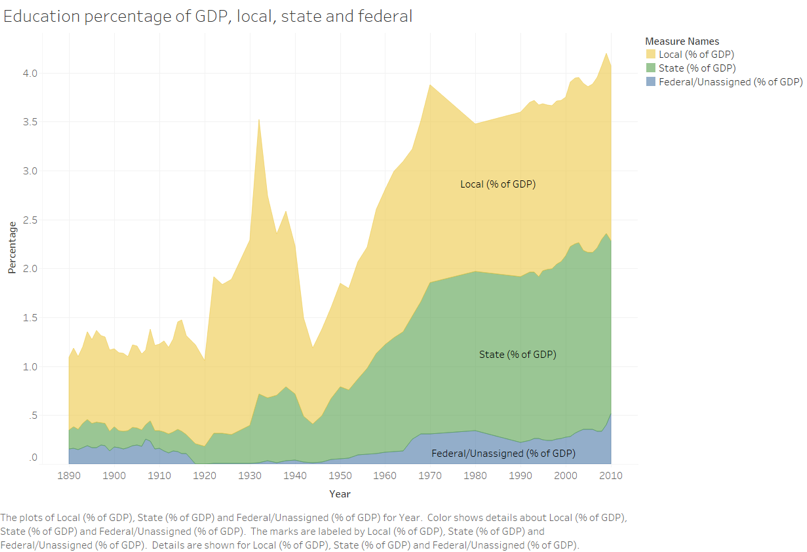 Education percentage of GDP, local, state and federal
Measure Names
Local (% of GDP)
State (% of GDP)
Federal/Unassigned (% of GDP)
4.0
3.5
3.0
2.5
2.0
1.5
1.0
.5
.0
Percentage
Local (% of GDP)
State (% of GDP)
Federal/Unassigned (% of GDP)
1890 1900 1910 1920 1930 1940 1950 1960 1970 1980 1990 2000 2010
Year
The plots of Local (% of GDP), State (% of GDP) and Federal/Unassigned (% of GDP) for Year. Color shows details about Local (% of GDP),
State (% of GDP) and Federal/Unassigned (% of GDP). The marks are labeled by Local (% of GDP), State (% of GDP) and
Federal/Unassigned (% of GDP). Details are shown for Local (% of GDP), State (% of GDP) and Federal/Unassigned (% of GDP).